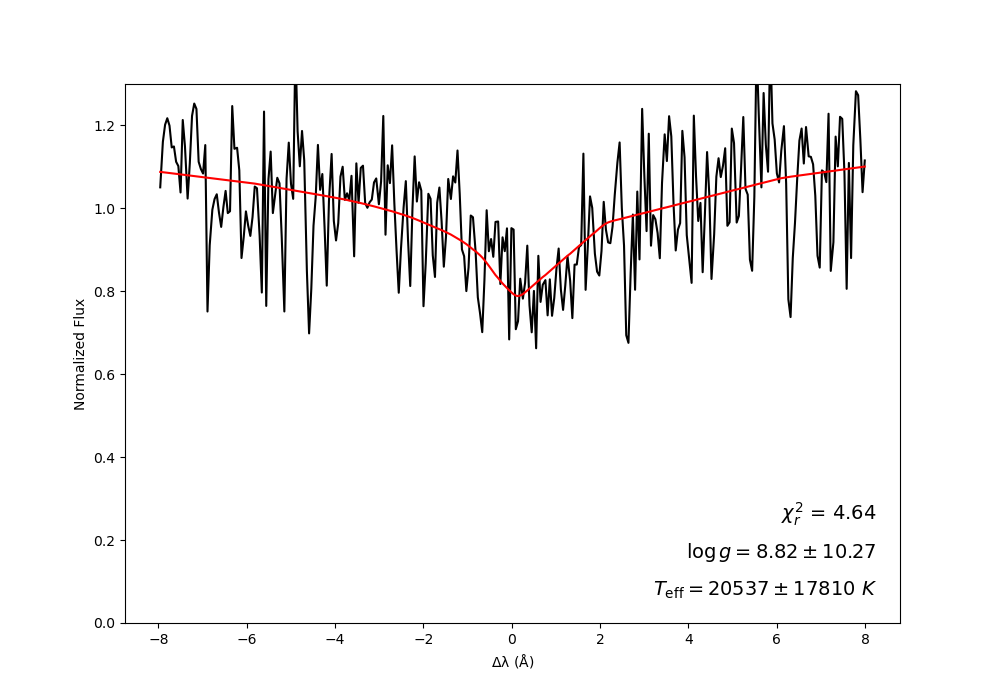 1.2
1.0
0.8
0.6
0.4
0.2
0.0
Normalized Flux
χ²ᵣ = 4.64
log g = 8.82 ± 10.27
T_eff = 20537 ± 17810 K
−8 −6 −4 −2 0 2 4 6 8
Δλ (Å)